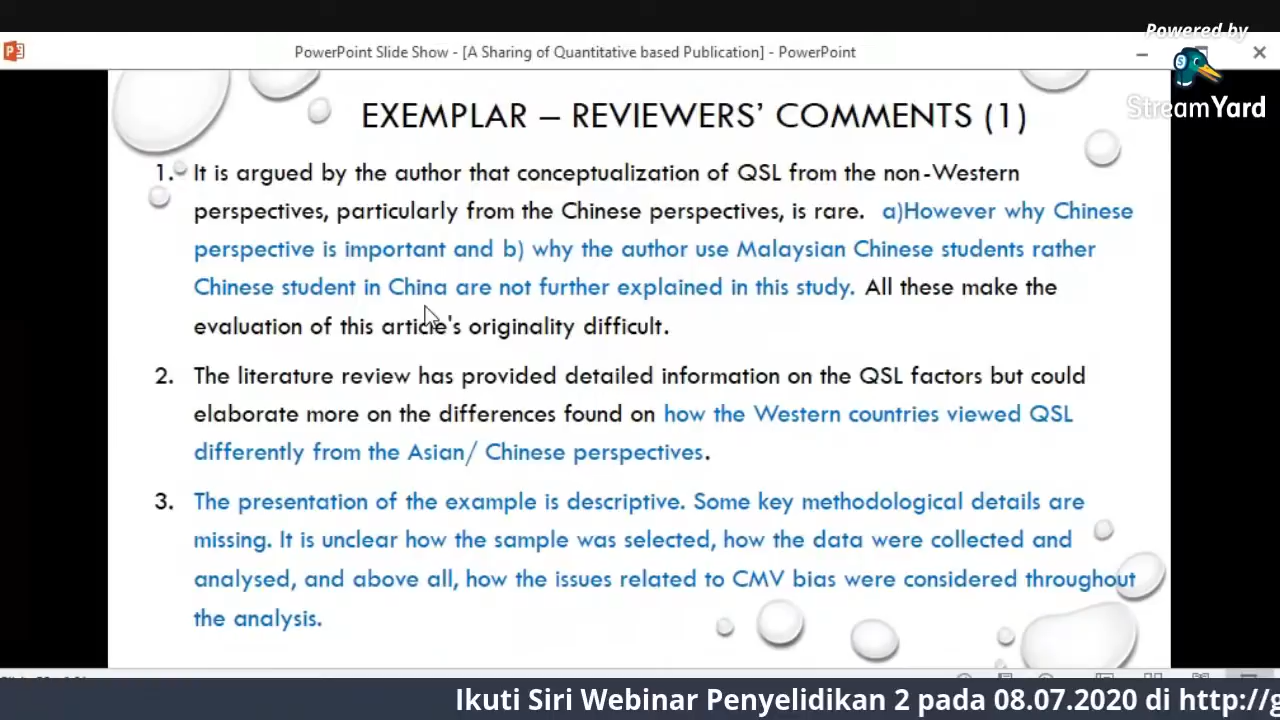 Powered by
PowerPoint Slide Show - [A Sharing of Quantitative based Publication] - PowerPoint
StreamYard
EXEMPLAR – REVIEWERS' COMMENTS (1)
1. It is argued by the author that conceptualization of QSL from the non-Western
perspectives, particularly from the Chinese perspectives, is rare. a)However why Chinese
perspective is important and b) why the author use Malaysian Chinese students rather
Chinese student in China are not further explained in this study. All these make the
evaluation of this article's originality difficult.
2. The literature review has provided detailed information on the QSL factors but could
elaborate more on the differences found on how the Western countries viewed QSL
differently from the Asian/ Chinese perspectives.
3. The presentation of the example is descriptive. Some key methodological details are
missing. It is unclear how the sample was selected, how the data were collected and
analysed, and above all, how the issues related to CMV bias were considered throughout
the analysis.
Ikuti Siri Webinar Penyelidikan 2 pada 08.07.2020 di http://g